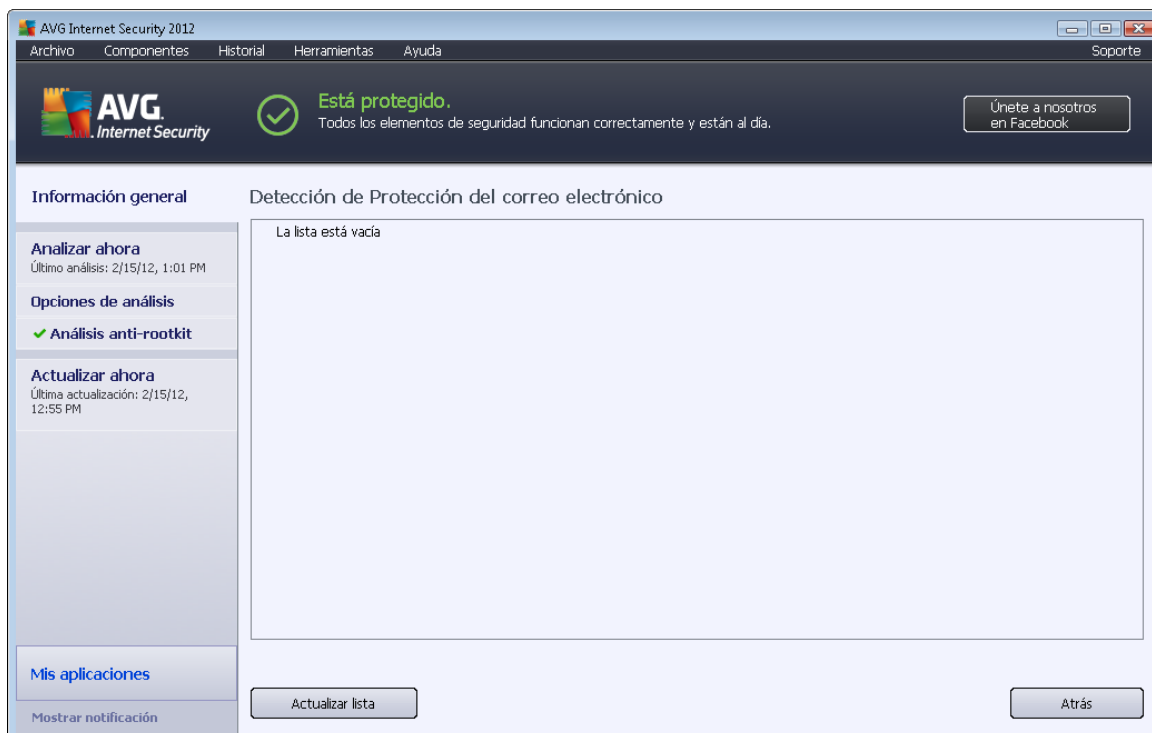 AVG Internet Security 2012
Archivo Componentes Historial Herramientas Ayuda Soporte
AVG.
Internet Security
Está protegido.
Todos los elementos de seguridad funcionan correctamente y están al día.
Únete a nosotros
en Facebook
Información general
Analizar ahora
Último análisis: 2/15/12, 1:01 PM
Opciones de análisis
Análisis anti-rootkit
Actualizar ahora
Última actualización: 2/15/12,
12:55 PM
Mis aplicaciones
Mostrar notificación
Detección de Protección del correo electrónico
La lista está vacía
Actualizar lista
Atrás